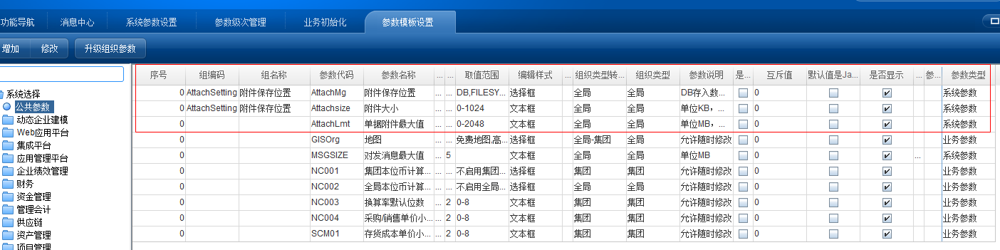 功能导航 消息中心 系统参数设置 参数级次管理 业务初始化 参数模板设置
增加 修改 升级组织参数
序号 组编码 组名称 参数代码 参数名称 ... ... 取值范围 编辑样式 ... 组织类型转... 组织类型 参数说明 是... 互斥值 默认值是Ja... 是否显示 ... 参... 参数类型
系统选择
公共参数
动态企业建模
Web应用平台
集成平台
应用管理平台
企业绩效管理
财务
资金管理
管理会计
供应链
资产管理
项目管理
0 AttachSetting 附件保存位置 AttachMg 附件保存位置 ... ... DB,FILESY... 选择框 全局 全局 DB存入数... 0 系统参数
0 AttachSetting 附件保存位置 Attachsize 附件大小 ... ... 0-1024 文本框 全局 全局 单位KB，... 0 系统参数
0 AttachLmt 单据附件最大值 ... ... 0-2048 文本框 全局 全局 单位MB，... 0 系统参数
0 GISOrg 地图 ... ... 免费地图,高... 选择框 全局-集团 全局 允许随时修改 0 业务参数
0 MSGSIZE 对发消息最大值 ... 5 文本框 全局 全局 单位MB 0 ... 系统参数
0 NC001 集团本位币计算... ... ... 不启用集团... 选择框 集团 集团 允许随时修改 0 业务参数
0 NC002 全局本位币计算... ... ... 不启用全局... 选择框 全局 全局 允许随时修改 0 业务参数
0 NC003 换算率默认位数 ... 2 0-8 文本框 集团 集团 允许随时修改 0 业务参数
0 NC004 采购/销售单价小... ... 2 0-8 文本框 集团 集团 允许随时修改 0 业务参数
0 SCM01 存货成本单价小... ... 2 0-8 文本框 集团 集团 允许随时修改 0 业务参数